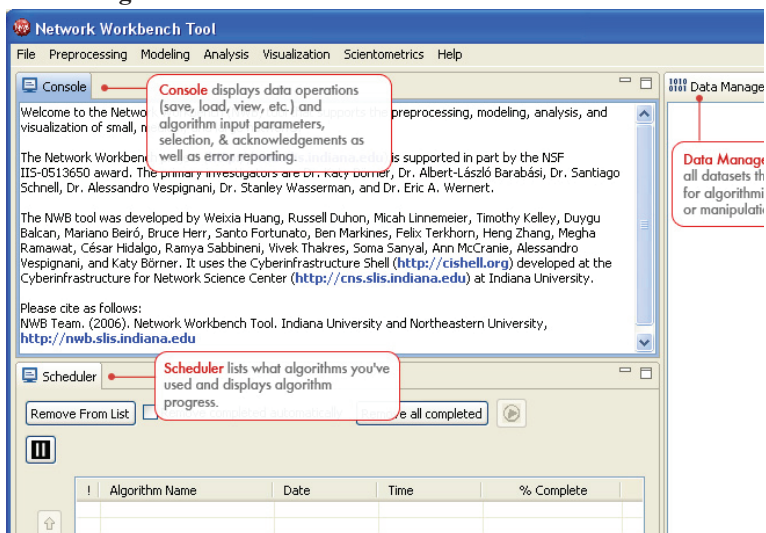 Network Workbench Tool
File Preprocessing Modeling Analysis Visualization Scientometrics Help
Console
Console displays data operations
(save, load, view, etc.) and
algorithm input parameters,
selection, & acknowledgements as
well as error reporting.
Welcome to the Netwo the preprocessing, modeling, analysis, and
visualization of small, m
The Network Workben is supported in part by the NSF
IIS-0513650 award. The primary investigators are Dr. Katy Börner, Dr. Albert-László Barabási, Dr. Santiago
Schnell, Dr. Alessandro Vespignani, Dr. Stanley Wasserman, and Dr. Eric A. Wernert.
The NWB tool was developed by Weixia Huang, Russell Duhon, Micah Linnemeier, Timothy Kelley, Duygu
Balcan, Mariano Beiró, Bruce Herr, Santo Fortunato, Ben Markines, Felix Terkhorn, Heng Zhang, Megha
Ramawat, César Hidalgo, Ramya Sabbineni, Vivek Thakres, Soma Sanyal, Ann McCranie, Alessandro
Vespignani, and Katy Börner. It uses the Cyberinfrastructure Shell (http://cishell.org) developed at the
Cyberinfrastructure for Network Science Center (http://cns.slis.indiana.edu) at Indiana University.
Please cite as follows:
NWB Team. (2006). Network Workbench Tool. Indiana University and Northeastern University,
http://nwb.slis.indiana.edu
Data Manage
Data Manage
all datasets th
for algorithmi
or manipulatio
Scheduler
Scheduler lists what algorithms you've
used and displays algorithm
progress.
Remove From List Remove completed automatically Remove all completed
! Algorithm Name Date Time % Complete